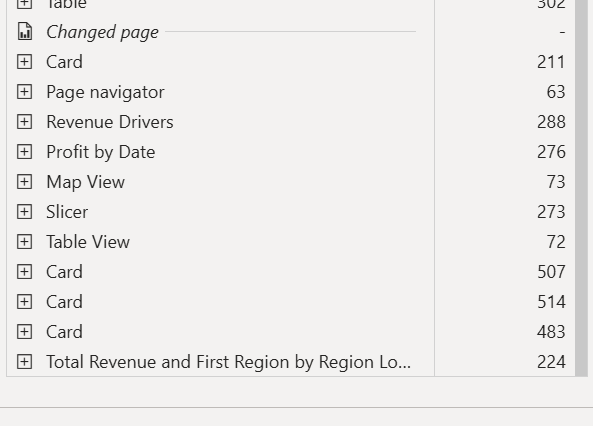 Table 302
Changed page -
Card 211
Page navigator 63
Revenue Drivers 288
Profit by Date 276
Map View 73
Slicer 273
Table View 72
Card 507
Card 514
Card 483
Total Revenue and First Region by Region Lo... 224